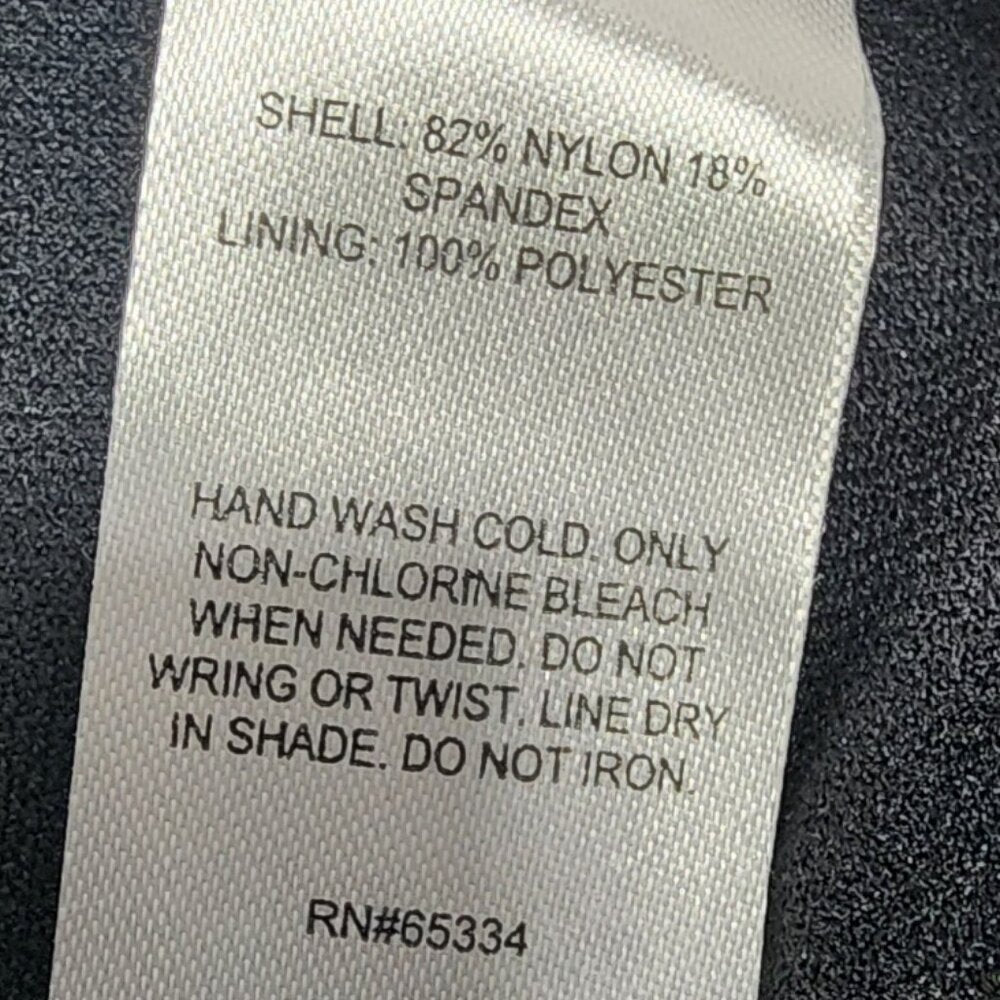 SHELL: 82% NYLON 18%
SPANDEX
LINING: 100% POLYESTER
HAND WASH COLD. ONLY
NON-CHLORINE BLEACH
WHEN NEEDED. DO NOT
WRING OR TWIST. LINE DRY
IN SHADE. DO NOT IRON.
RN#65334